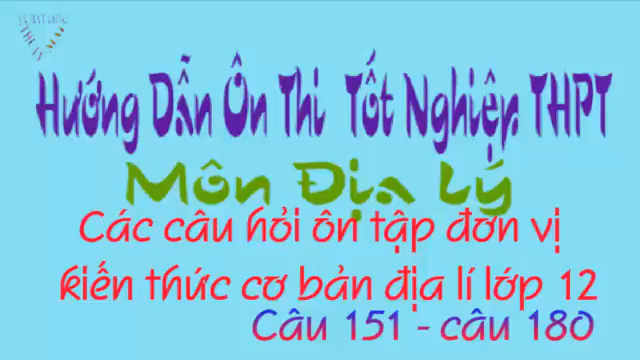 Hướng Dẫn Ôn Thi Tốt Nghiệp THPT
Môn Địa Lý
Các câu hỏi ôn tập đơn vị
kiến thức cơ bản địa lí lớp 12
Câu 151 - câu 180